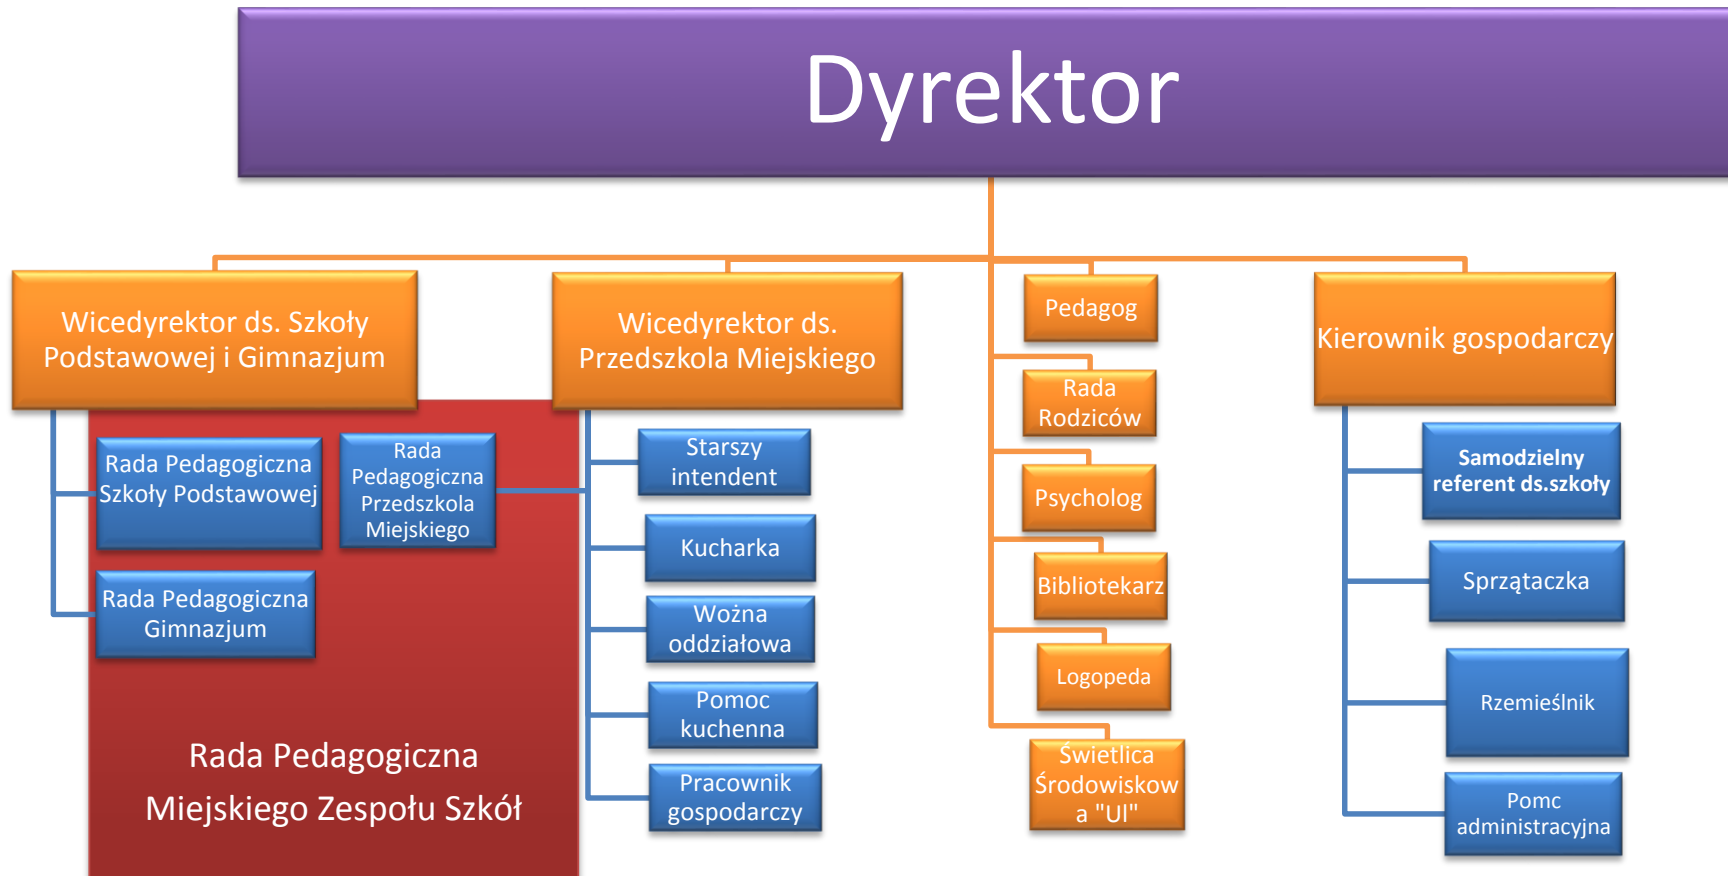 Dyrektor
Wicedyrektor ds. Szkoły
Podstawowej i Gimnazjum
Rada Pedagogiczna
Szkoły Podstawowej
Rada Pedagogiczna
Gimnazjum
Rada Pedagogiczna
Miejskiego Zespołu Szkół
Wicedyrektor ds.
Przedszkola Miejskiego
Rada
Pedagogiczna
Przedszkola
Miejskiego
Starszy
intendent
Kucharka
Wożna
oddziałowa
Pomoc
kuchenna
Pracownik
gospodarczy
Pedagog
Rada
Rodziców
Psycholog
Bibliotekarz
Logopeda
Świetlica
Środowiskow
a "Ul"
Kierownik gospodarczy
Samodzielny
referent ds.szkoły
Sprzątaczka
Rzemieślnik
Pomc
administracyjna